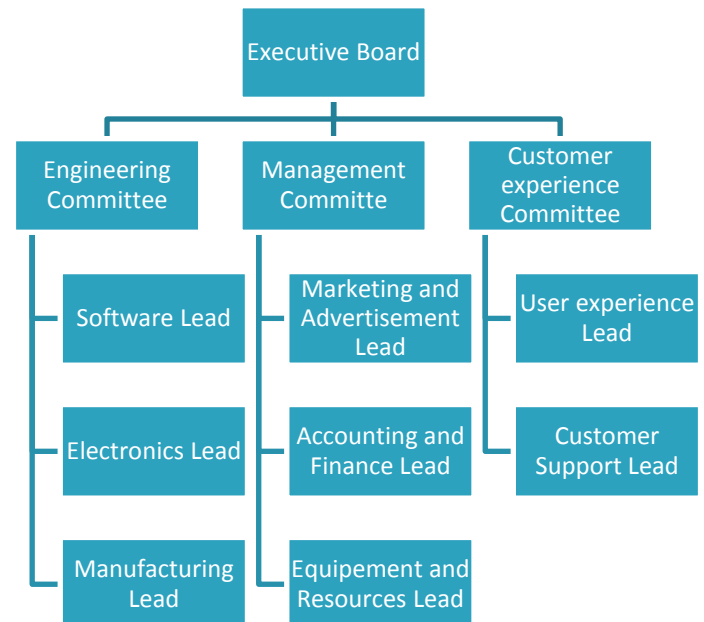 Executive Board
Engineering
Committee
Management
Committe
Customer
experience
Committee
Software Lead
Marketing and
Advertisement
Lead
User experience
Lead
Electronics Lead
Accounting and
Finance Lead
Customer
Support Lead
Manufacturing
Lead
Equipement and
Resources Lead